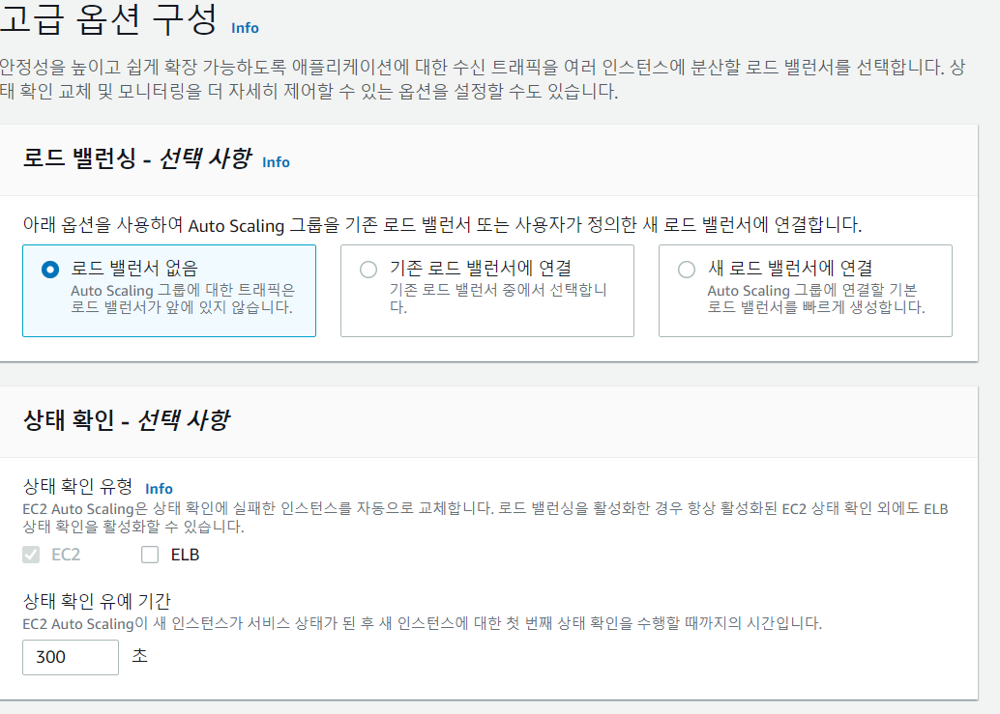 고급 옵션 구성 Info
안정성을 높이고 쉽게 확장 가능하도록 애플리케이션에 대한 수신 트래픽을 여러 인스턴스에 분산할 로드 밸런서를 선택합니다. 상
태 확인 교체 및 모니터링을 더 자세히 제어할 수 있는 옵션을 설정할 수도 있습니다.
로드 밸런싱 - 선택 사항 Info
아래 옵션을 사용하여 Auto Scaling 그룹을 기존 로드 밸런서 또는 사용자가 정의한 새 로드 밸런서에 연결합니다.
로드 밸런서 없음
Auto Scaling 그룹에 대한 트래픽은
로드 밸런서가 앞에 있지 않습니다.
기존 로드 밸런서에 연결
기존 로드 밸런서 중에서 선택합니
다.
새 로드 밸런서에 연결
Auto Scaling 그룹에 연결할 기본
로드 밸런서를 빠르게 생성합니다.
상태 확인 - 선택 사항
상태 확인 유형 Info
EC2 Auto Scaling은 상태 확인에 실패한 인스턴스를 자동으로 교체합니다. 로드 밸런싱을 활성화한 경우 항상 활성화된 EC2 상태 확인 외에도 ELB
상태 확인을 활성화할 수 있습니다.
EC2 ELB
상태 확인 유예 기간
EC2 Auto Scaling이 새 인스턴스가 서비스 상태가 된 후 새 인스턴스에 대한 첫 번째 상태 확인을 수행할 때까지의 시간입니다.
300 초